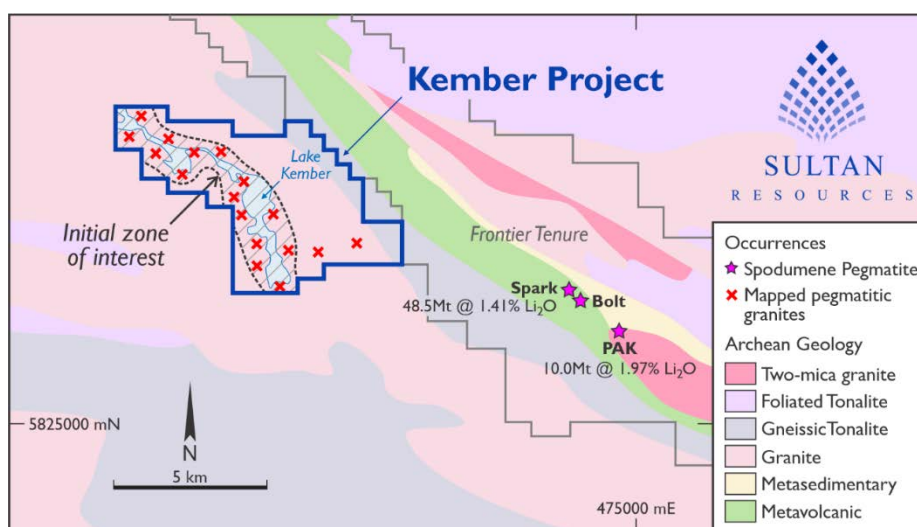 Kember Project
SULTAN
RESOURCES
Lake
Kember
Initial zone
of interest
Frontier Tenure
Spark
Bolt
48.5Mt @ 1.41% Li₂O
PAK
10.0Mt @ 1.97% Li₂O
5825000 mN
N
5 km
475000 mE
Occurrences
Spodumene Pegmatite
Mapped pegmatitic
granites
Archean Geology
Two-mica granite
Foliated Tonalite
GneissicTonalite
Granite
Metasedimentary
Metavolcanic